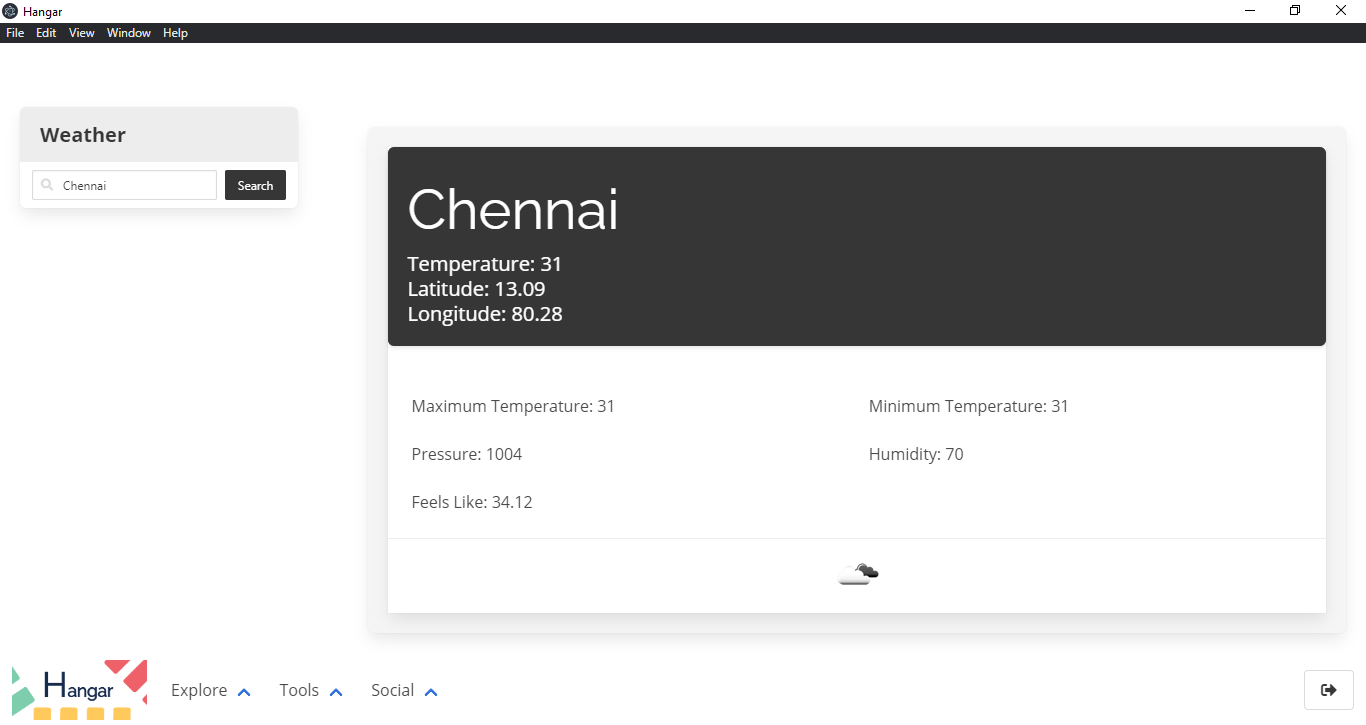 Hangar
File Edit View Window Help
Weather
Chennai Search
Chennai
Temperature: 31
Latitude: 13.09
Longitude: 80.28
Maximum Temperature: 31 Minimum Temperature: 31
Pressure: 1004 Humidity: 70
Feels Like: 34.12
Hangar Explore Tools Social